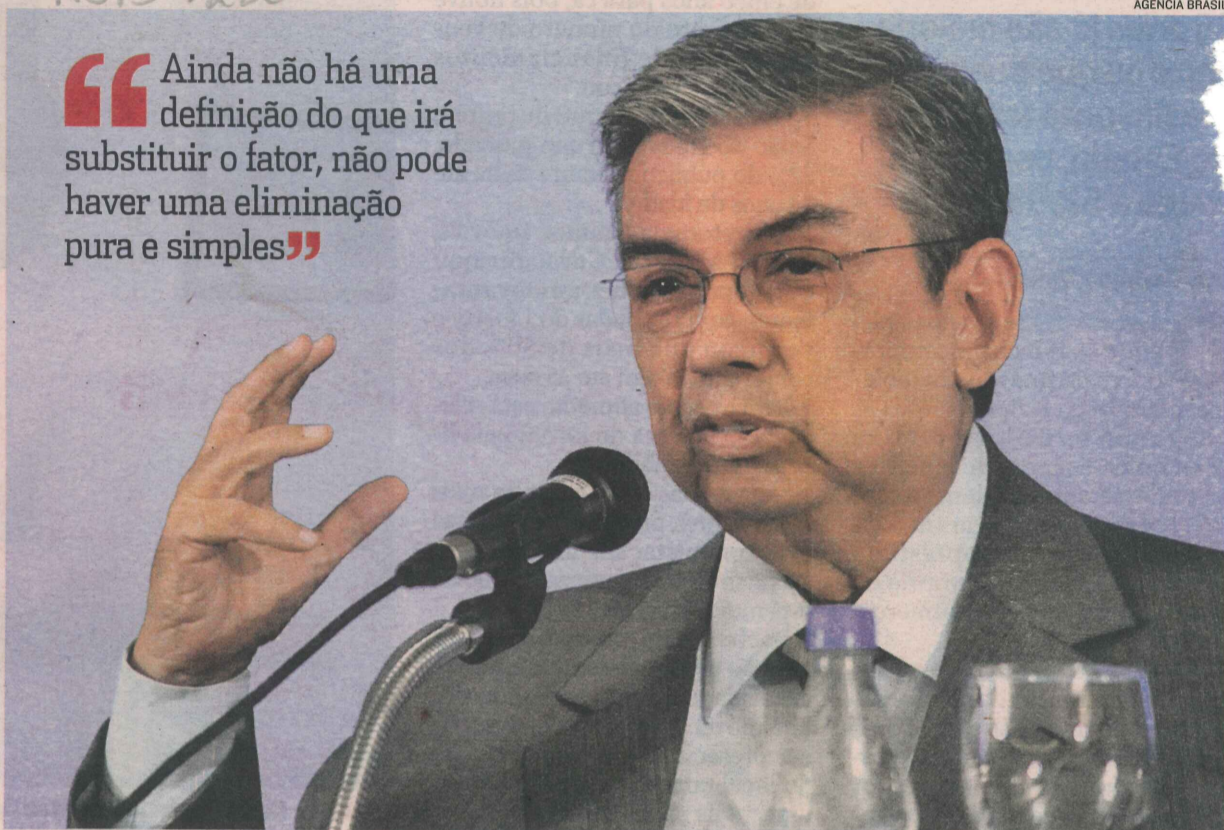 AGÊNCIA BRASIL
“Ainda não há uma
definição do que irá
substituir o fator, não pode
haver uma eliminação
pura e simples”